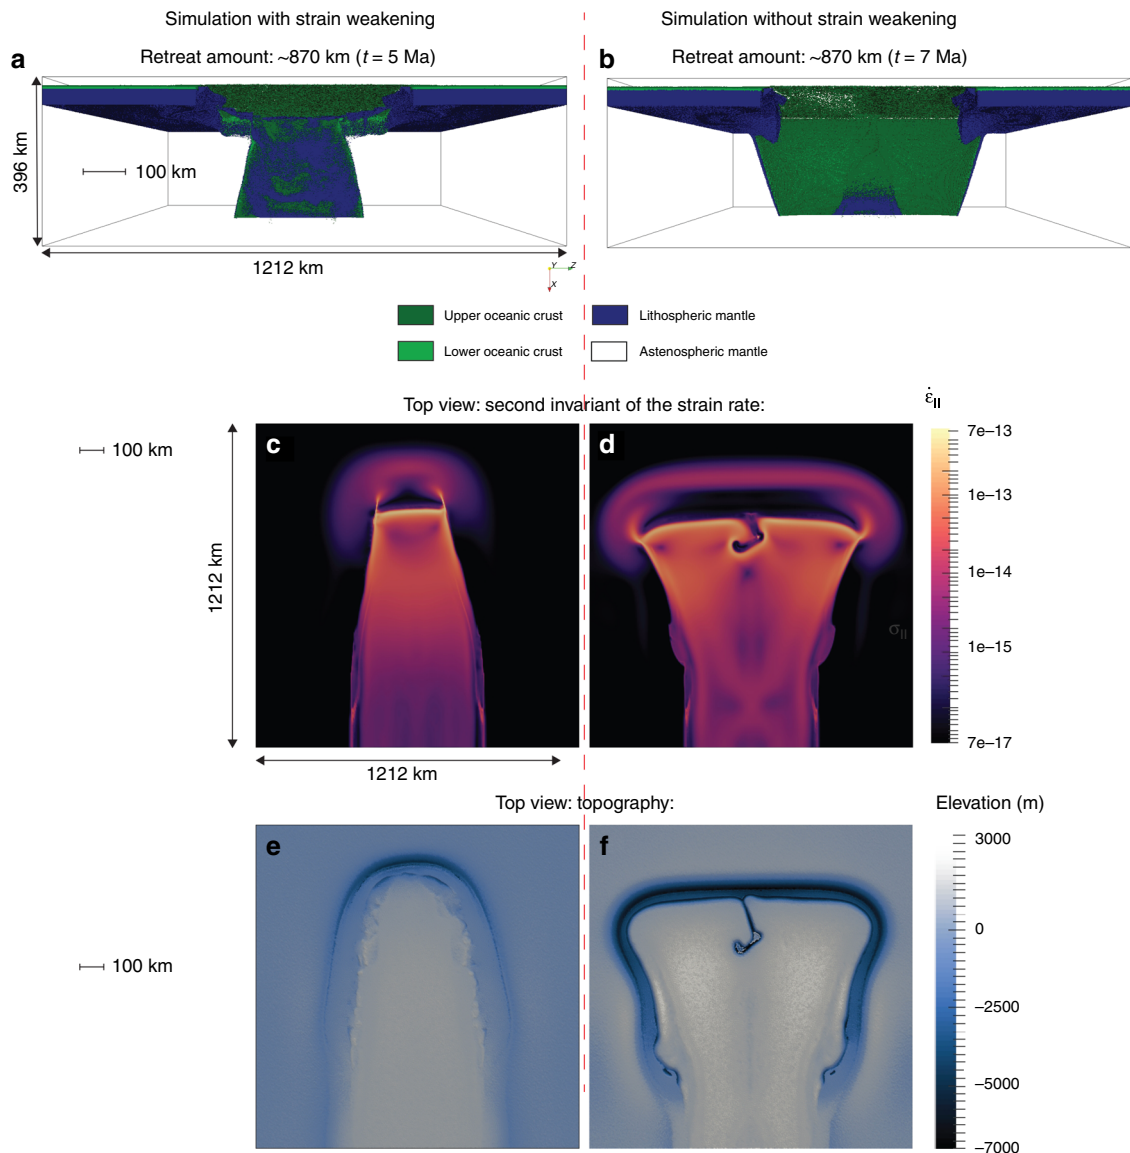 Simulation with strain weakening
Simulation without strain weakening
a
Retreat amount: ~870 km (t = 5 Ma)
b
Retreat amount: ~870 km (t = 7 Ma)
396 km
100 km
1212 km
Y
Z
X
Upper oceanic crust
Lithospheric mantle
Lower oceanic crust
Astenospheric mantle
Top view: second invariant of the strain rate:
ε̇II
100 km
c
d
7e–13
1e–13
1e–14
1e–15
7e–17
σII
1212 km
1212 km
Top view: topography:
Elevation (m)
e
f
100 km
3000
0
−2500
−5000
−7000